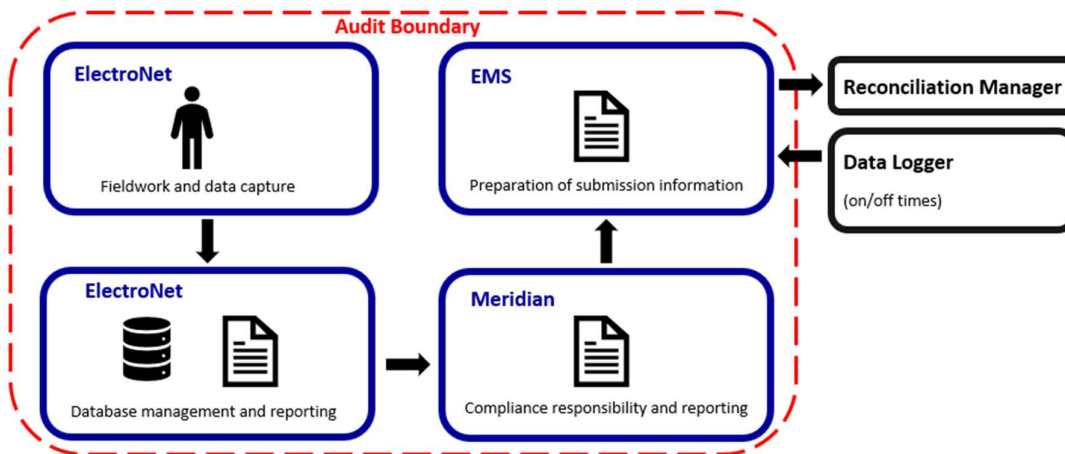 Audit Boundary
ElectroNet
Fieldwork and data capture
EMS
Preparation of submission information
Reconciliation Manager
Data Logger
(on/off times)
ElectroNet
Database management and reporting
Meridian
Compliance responsibility and reporting